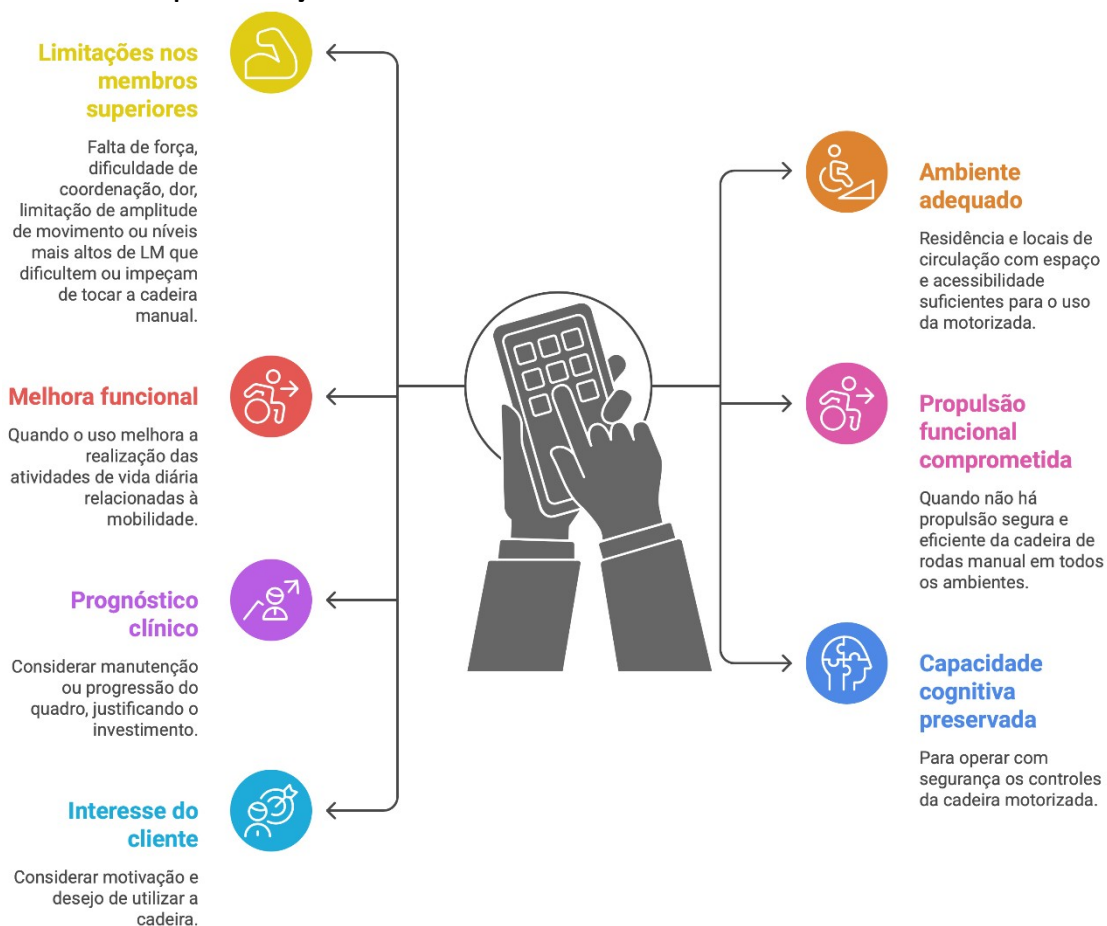 Limitações nos
membros
superiores
Falta de força,
dificuldade de
coordenação, dor,
limitação de amplitude
de movimento ou níveis
mais altos de LM que
dificultem ou impeçam
de tocar a cadeira
manual.
Melhora funcional
Quando o uso melhora a
realização das
atividades de vida diária
relacionadas à
mobilidade.
Prognóstico
clínico
Considerar manutenção
ou progressão do
quadro, justificando o
investimento.
Interesse do
cliente
Considerar motivação e
desejo de utilizar a
cadeira.
Ambiente
adequado
Residência e locais de
circulação com espaço
e acessibilidade
suficientes para o uso
da motorizada.
Propulsão
funcional
comprometida
Quando não há
propulsão segura e
eficiente da cadeira de
rodas manual em todos
os ambientes.
Capacidade
cognitiva
preservada
Para operar com
segurança os controles
da cadeira motorizada.